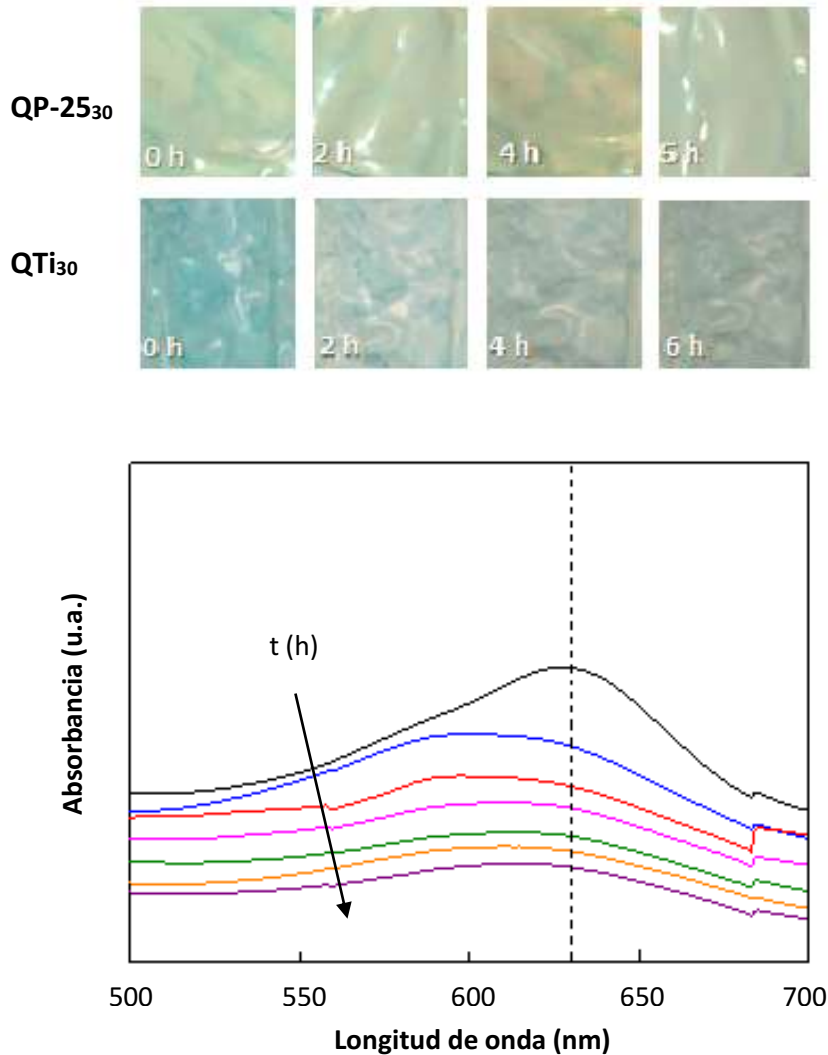 QP-25₃₀
0 h 2 h 4 h 6 h
QTi₃₀
0 h 2 h 4 h 6 h
t (h)
Absorbancia (u.a.)
500 550 600 650 700
Longitud de onda (nm)